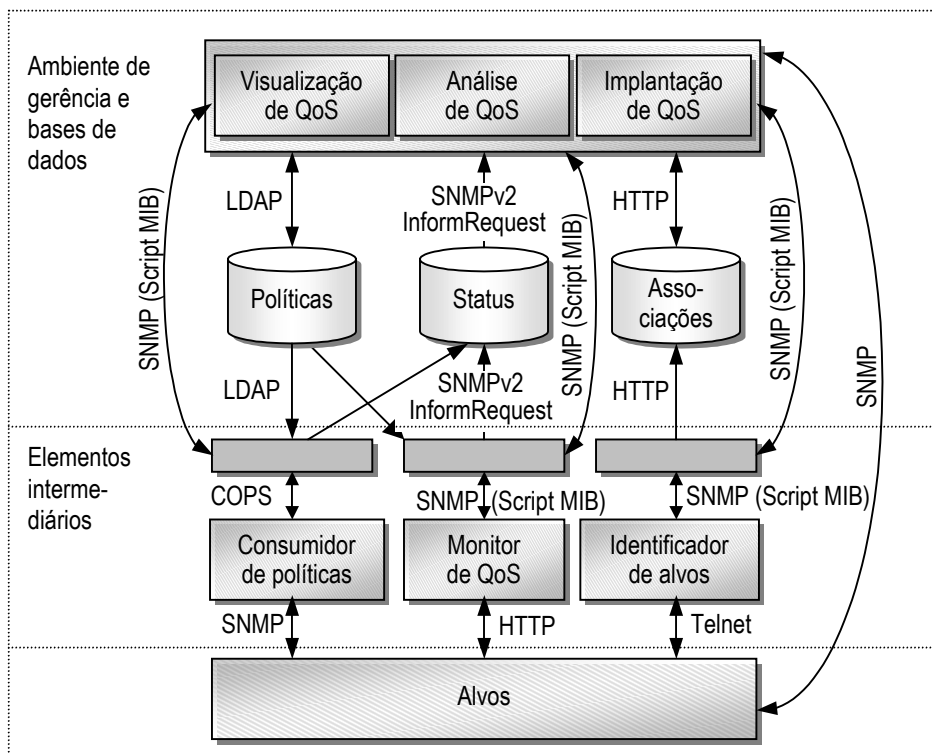 Ambiente de
gerência e
bases de
dados
Visualização
de QoS
Análise
de QoS
Implantação
de QoS
SNMP (Script MIB)
LDAP
SNMPv2
InformRequest
SNMP (Script MIB)
HTTP
SNMP (Script MIB)
SNMP
Políticas
Status
Asso-
ciações
LDAP
SNMPv2
InformRequest
HTTP
Elementos
interme-
diários
COPS
SNMP (Script MIB)
SNMP (Script MIB)
Consumidor
de políticas
Monitor
de QoS
Identificador
de alvos
SNMP
HTTP
Telnet
Alvos